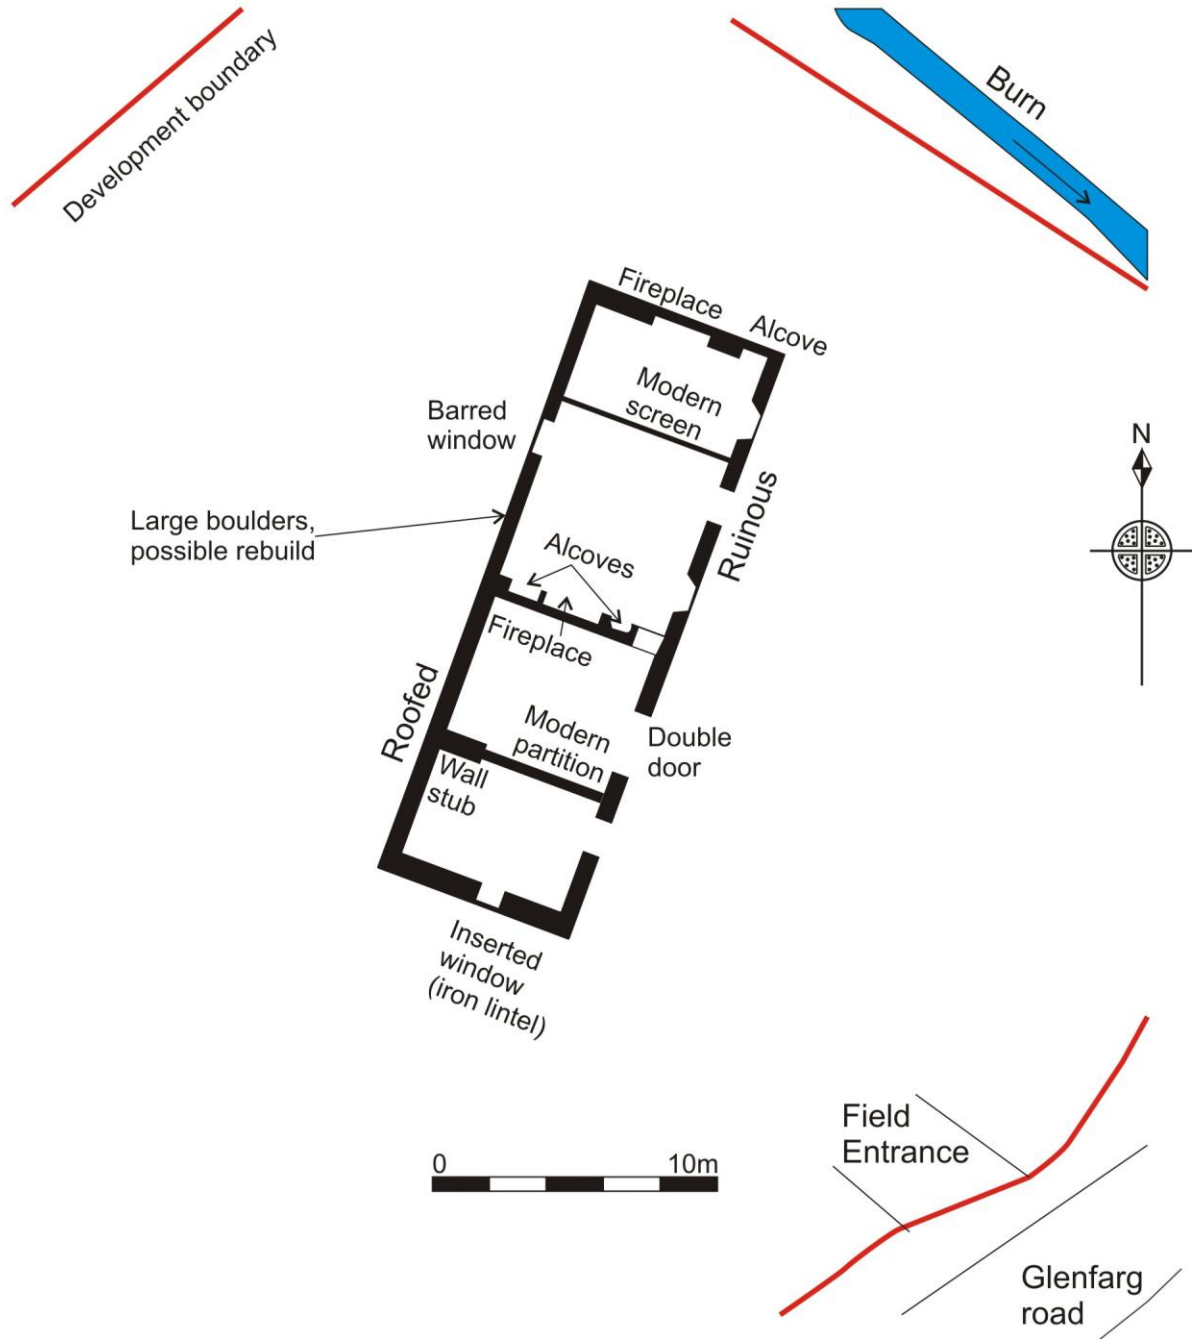 Development boundary
Burn
Fireplace
Alcove
Modern
screen
Barred
window
N
Ruinous
Large boulders,
possible rebuild
Alcoves
Fireplace
Roofed
Modern
partition
Double
door
Wall
stub
Inserted
window
(iron lintel)
Field
Entrance
0 10m
Glenfarg
road